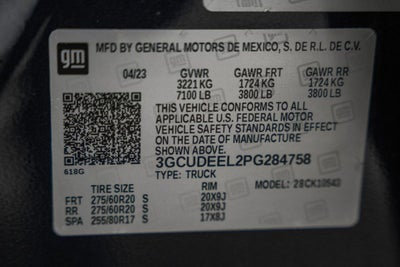 gm MFD BY GENERAL MOTORS DE MEXICO, S. DE R.L. DE C.V.
04/23 GVWR GAWR FRT GAWR RR
3221 KG 1724 KG 1724 KG
7100 LB 3800 LB 3800 LB
THIS VEHICLE CONFORMS TO ALL
APPLICABLE U.S. FEDERAL MOTOR
VEHICLE SAFETY STANDARDS IN EFFECT
ON THE DATE OF MANUFACTURE
SHOWN ABOVE.
3GCUDEEL2PG284758
618G
TYPE: TRUCK
TIRE SIZE RIM MODEL: 28CK10543
FRT 275/60R20 S 20X9J
RR 275/60R20 S 20X9J
SPA 255/80R17 S 17X8J